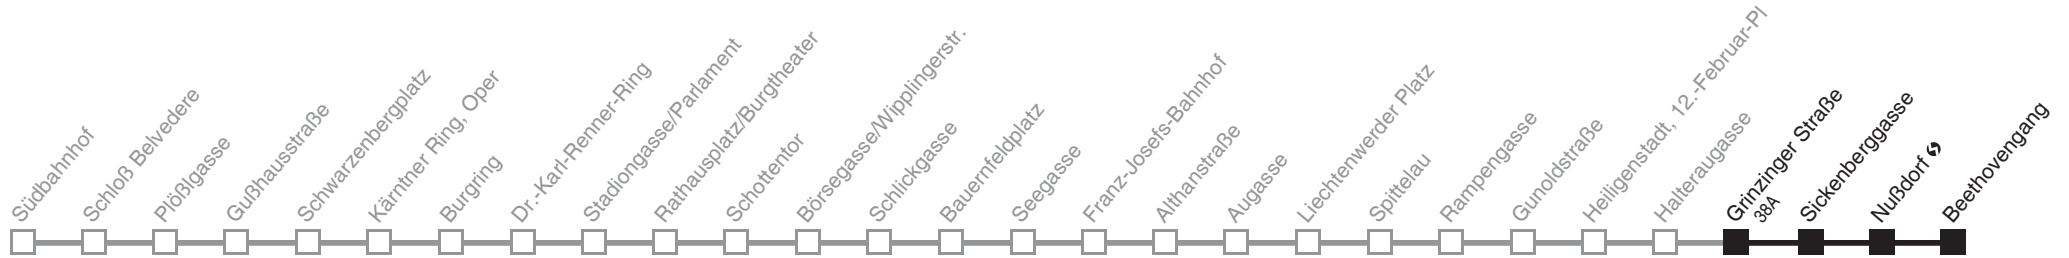 Südbahnhof
Schloß Belvedere
Plößlgasse
Gußhausstraße
Schwarzenbergplatz
Kärntner Ring, Oper
Burgring
Dr.-Karl-Renner-Ring
Stadiongasse/Parlament
Rathausplatz/Burgtheater
Schottentor
Börsegasse/Wipplingerstr.
Schlickgasse
Bauernfeldplatz
Seegasse
Franz-Josefs-Bahnhof
Althanstraße
Augasse
Liechtenwerder Platz
Spittelau
Rampengasse
Gunoldstraße
Heiligenstadt, 12.-Februar-Pl
Halteraugasse
Grinzinger Straße
38A
Sickenberggasse
Nußdorf
Beethovengang